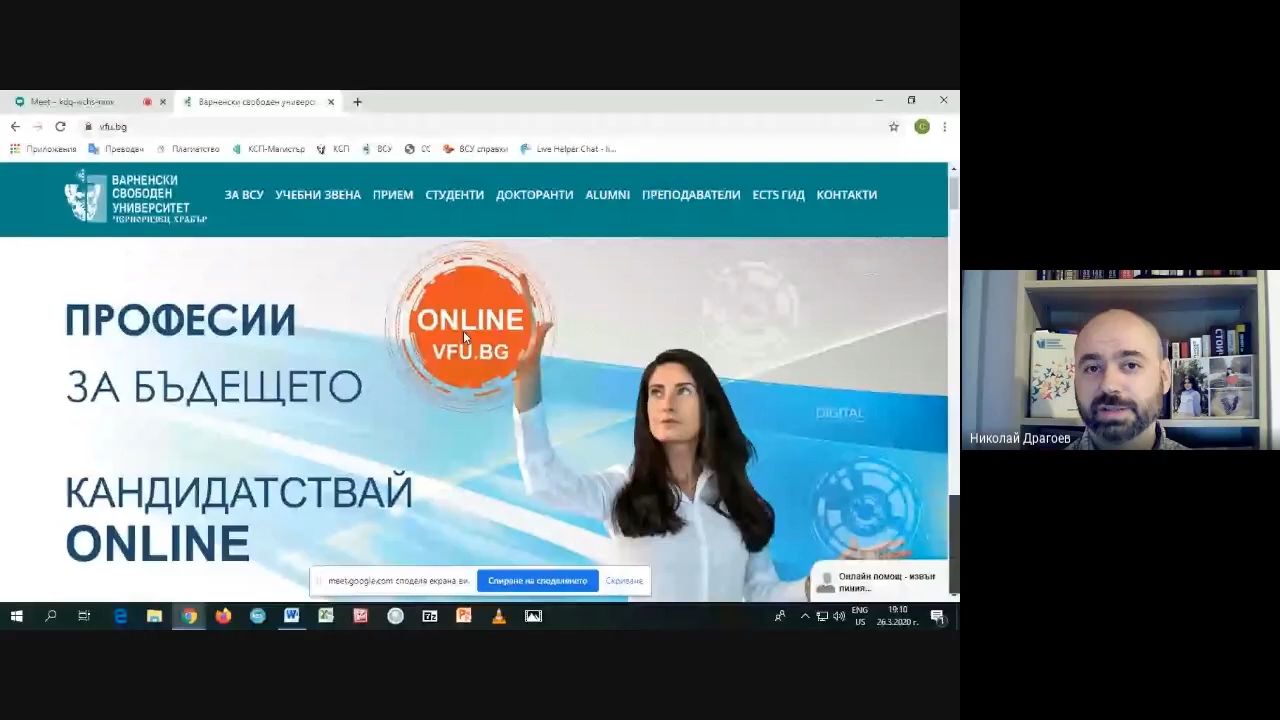 Meet – kdq-wchs-mmx
Варненски свободен универс
vfu.bg
Приложения Преводач Плагиатство КСП-Магистър КСП ВСУ СС ВСУ справки Live Helper Chat - li...
ВАРНЕНСКИ
СВОБОДЕН
УНИВЕРСИТЕТ
ЧЕРНОРИЗЕЦ ХРАБЪР
ЗА ВСУ УЧЕБНИ ЗВЕНА ПРИЕМ СТУДЕНТИ ДОКТОРАНТИ ALUMNI ПРЕПОДАВАТЕЛИ ECTS ГИД КОНТАКТИ
ПРОФЕСИИ
ЗА БЪДЕЩЕТО
КАНДИДАТСТВАЙ
ONLINE
ONLINE
VFU.BG
DIGITAL
meet.google.com споделя екрана ви.
Спиране на споделянето
Скриване
Онлайн помощ - извън
линия...
ENG
US
19:10
26.3.2020 г.
Николай Драгоев